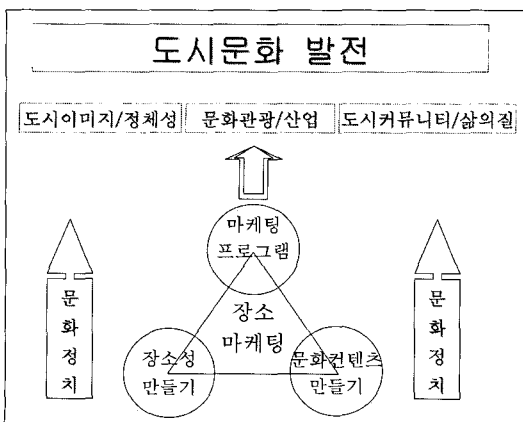 도시문화 발전
도시이미지/정체성 문화관광/산업 도시커뮤니티/삶의질
마케팅
프로그램
문화정치
장소
마케팅
문화정치
장소성
만들기
문화컨텐츠
만들기